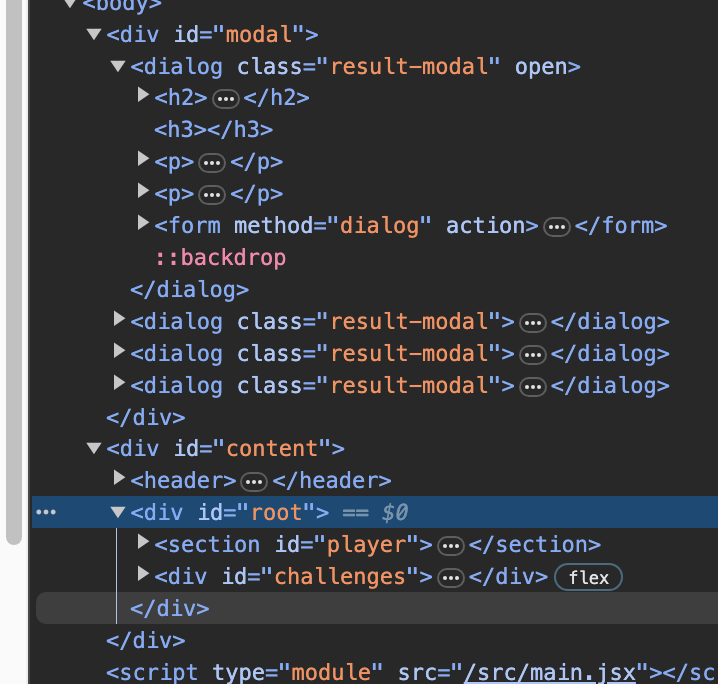 <body>
<div id="modal">
<dialog class="result-modal" open>
<h2>…</h2>
<h3></h3>
<p>…</p>
<p>…</p>
<form method="dialog" action>…</form>
::backdrop
</dialog>
<dialog class="result-modal">…</dialog>
<dialog class="result-modal">…</dialog>
<dialog class="result-modal">…</dialog>
</div>
<div id="content">
<header>…</header>
… <div id="root"> == $0
<section id="player">…</section>
<div id="challenges">…</div> flex
</div>
</div>
<script type="module" src="/src/main.jsx"></sc